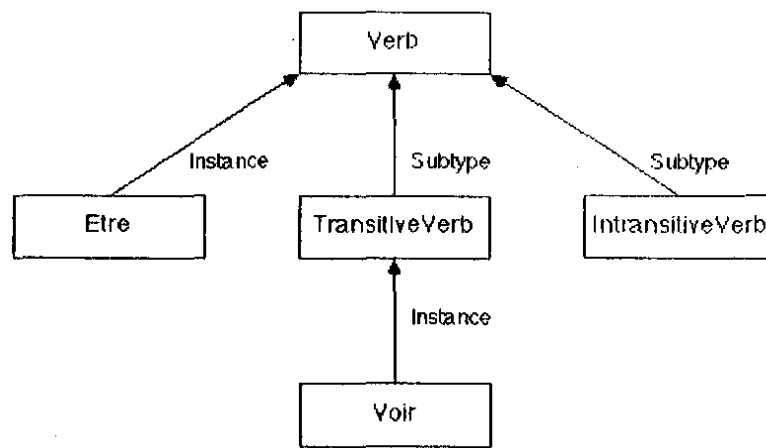 Verb
Instance
Subtype
Subtype
Etre
TransitiveVerb
IntransitiveVerb
Instance
Voir